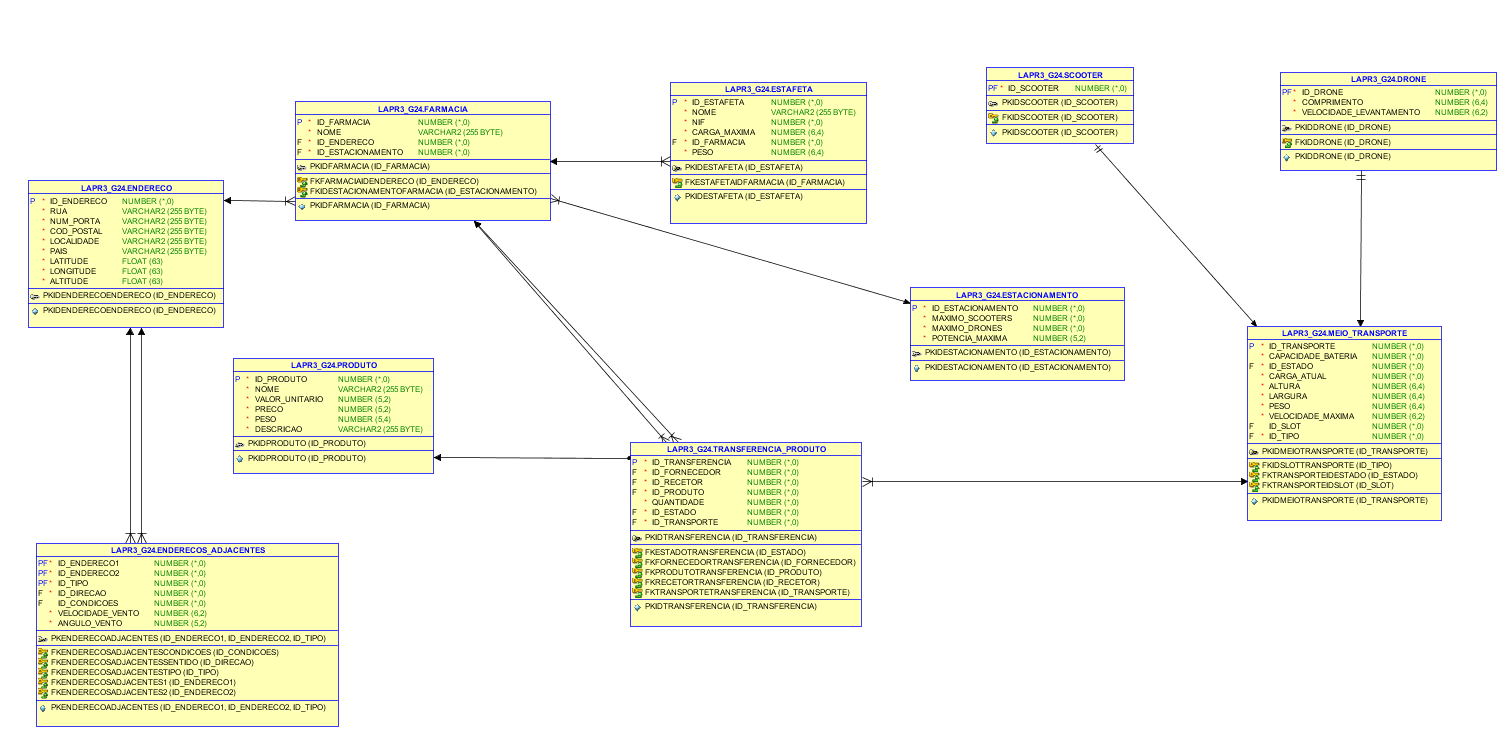 LAPR3_G24.SCOOTER
PF * ID_SCOOTER NUMBER (*,0)
PKIDSCOOTER (ID_SCOOTER)
FKIDSCOOTER (ID_SCOOTER)
PKIDSCOOTER (ID_SCOOTER)
LAPR3_G24.DRONE
PF * ID_DRONE NUMBER (*,0)
* COMPRIMENTO NUMBER (6,4)
* VELOCIDADE_LEVANTAMENTO NUMBER (6,2)
PKIDDRONE (ID_DRONE)
FKIDDRONE (ID_DRONE)
PKIDDRONE (ID_DRONE)
LAPR3_G24.ESTAFETA
P * ID_ESTAFETA NUMBER (*,0)
* NOME VARCHAR2 (255 BYTE)
* NIF NUMBER (*,0)
* CARGA_MAXIMA NUMBER (6,4)
F * ID_FARMACIA NUMBER (*,0)
* PESO NUMBER (6,4)
PKIDESTAFETA (ID_ESTAFETA)
FKESTAFETAIDFARMACIA (ID_FARMACIA)
PKIDESTAFETA (ID_ESTAFETA)
LAPR3_G24.FARMACIA
P * ID_FARMACIA NUMBER (*,0)
* NOME VARCHAR2 (255 BYTE)
F * ID_ENDERECO NUMBER (*,0)
F * ID_ESTACIONAMENTO NUMBER (*,0)
PKIDFARMACIA (ID_FARMACIA)
FKFARMACIAIDENDERECO (ID_ENDERECO)
FKIDESTACIONAMENTOFARMACIA (ID_ESTACIONAMENTO)
PKIDFARMACIA (ID_FARMACIA)
LAPR3_G24.ENDERECO
P * ID_ENDERECO NUMBER (*,0)
* RUA VARCHAR2 (255 BYTE)
* NUM_PORTA VARCHAR2 (255 BYTE)
* COD_POSTAL VARCHAR2 (255 BYTE)
* LOCALIDADE VARCHAR2 (255 BYTE)
* PAIS VARCHAR2 (255 BYTE)
* LATITUDE FLOAT (63)
* LONGITUDE FLOAT (63)
* ALTITUDE FLOAT (63)
PKIDENDERECOENDERECO (ID_ENDERECO)
PKIDENDERECOENDERECO (ID_ENDERECO)
LAPR3_G24.ESTACIONAMENTO
P * ID_ESTACIONAMENTO NUMBER (*,0)
* MAXIMO_SCOOTERS NUMBER (*,0)
* MAXIMO_DRONES NUMBER (*,0)
* POTENCIA_MAXIMA NUMBER (5,2)
PKIDESTACIONAMENTO (ID_ESTACIONAMENTO)
PKIDESTACIONAMENTO (ID_ESTACIONAMENTO)
LAPR3_G24.MEIO_TRANSPORTE
P * ID_TRANSPORTE NUMBER (*,0)
* CAPACIDADE_BATERIA NUMBER (*,0)
F * ID_ESTADO NUMBER (*,0)
* CARGA_ATUAL NUMBER (*,0)
* ALTURA NUMBER (6,4)
* LARGURA NUMBER (6,4)
* PESO NUMBER (6,4)
* VELOCIDADE_MAXIMA NUMBER (6,2)
F ID_SLOT NUMBER (*,0)
F * ID_TIPO NUMBER (*,0)
PKIDMEIOTRANSPORTE (ID_TRANSPORTE)
FKIDSLOTTRANSPORTE (ID_TIPO)
FKTRANSPORTEIDESTADO (ID_ESTADO)
FKTRANSPORTEIDSLOT (ID_SLOT)
PKIDMEIOTRANSPORTE (ID_TRANSPORTE)
LAPR3_G24.PRODUTO
P * ID_PRODUTO NUMBER (*,0)
* NOME VARCHAR2 (255 BYTE)
* VALOR_UNITARIO NUMBER (5,2)
* PRECO NUMBER (5,2)
* PESO NUMBER (5,4)
* DESCRICAO VARCHAR2 (255 BYTE)
PKIDPRODUTO (ID_PRODUTO)
PKIDPRODUTO (ID_PRODUTO)
LAPR3_G24.TRANSFERENCIA_PRODUTO
P * ID_TRANSFERENCIA NUMBER (*,0)
F * ID_FORNECEDOR NUMBER (*,0)
F * ID_RECETOR NUMBER (*,0)
F * ID_PRODUTO NUMBER (*,0)
* QUANTIDADE NUMBER (*,0)
F * ID_ESTADO NUMBER (*,0)
F * ID_TRANSPORTE NUMBER (*,0)
PKIDTRANSFERENCIA (ID_TRANSFERENCIA)
FKESTADOTRANSFERENCIA (ID_ESTADO)
FKFORNECEDORTRANSFERENCIA (ID_FORNECEDOR)
FKPRODUTOTRANSFERENCIA (ID_PRODUTO)
FKRECETORTRANSFERENCIA (ID_RECETOR)
FKTRANSPORTETRANSFERENCIA (ID_TRANSPORTE)
PKIDTRANSFERENCIA (ID_TRANSFERENCIA)
LAPR3_G24.ENDERECOS_ADJACENTES
PF * ID_ENDERECO1 NUMBER (*,0)
PF * ID_ENDERECO2 NUMBER (*,0)
PF * ID_TIPO NUMBER (*,0)
F * ID_DIRECAO NUMBER (*,0)
F ID_CONDICOES NUMBER (*,0)
* VELOCIDADE_VENTO NUMBER (6,2)
* ANGULO_VENTO NUMBER (5,2)
PKENDERECOADJACENTES (ID_ENDERECO1, ID_ENDERECO2, ID_TIPO)
FKENDERECOSADJACENTESCONDICOES (ID_CONDICOES)
FKENDERECOSADJACENTESSENTIDO (ID_DIRECAO)
FKENDERECOSADJACENTESTIPO (ID_TIPO)
FKENDERECOSADJACENTES1 (ID_ENDERECO1)
FKENDERECOSADJACENTES2 (ID_ENDERECO2)
PKENDERECOADJACENTES (ID_ENDERECO1, ID_ENDERECO2, ID_TIPO)